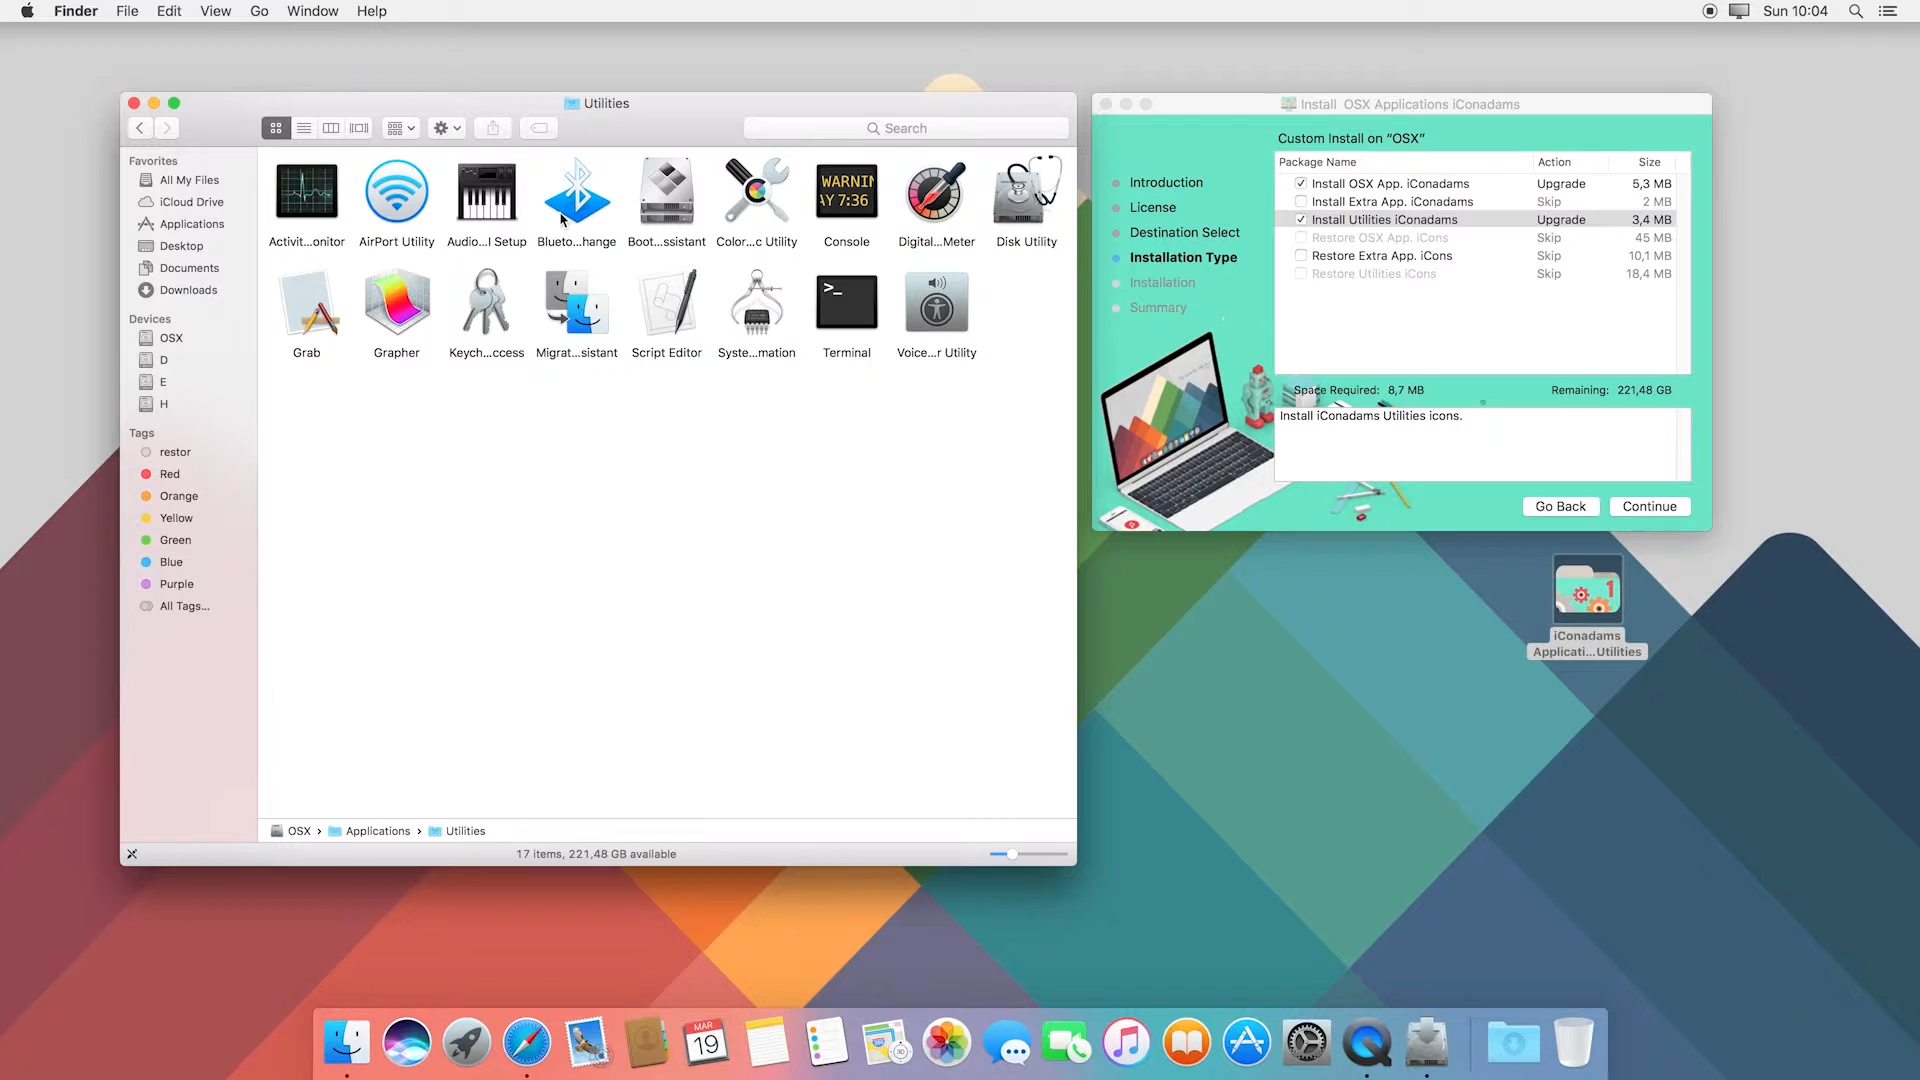 Finder File Edit View Go Window Help
Sun 10:04
Utilities
Search
Favorites
All My Files
iCloud Drive
Applications
Desktop
Documents
Downloads
Devices
OSX
D
E
H
Tags
restor
Red
Orange
Yellow
Green
Blue
Purple
All Tags...
WARNIN
AY 7:36
Activit...onitor AirPort Utility Audio...I Setup Blueto...hange Boot...ssistant Color...c Utility Console Digital...Meter Disk Utility
>_
Grab Grapher Keych...ccess Migrat...sistant Script Editor Syste...mation Terminal Voice...r Utility
OSX › Applications › Utilities
17 items, 221,48 GB available
Install OSX Applications iConadams
Custom Install on “OSX”
Introduction
License
Destination Select
Installation Type
Installation
Summary
Package Name Action Size
Install OSX App. iConadams Upgrade 5,3 MB
Install Extra App. iConadams Skip 2 MB
Install Utilities iConadams Upgrade 3,4 MB
Restore OSX App. iCons Skip 45 MB
Restore Extra App. iCons Skip 10,1 MB
Restore Utilities iCons Skip 18,4 MB
Space Required: 8,7 MB Remaining: 221,48 GB
Install iConadams Utilities icons.
Go Back Continue
1
iConadams
Applicati...Utilities
MAR
19